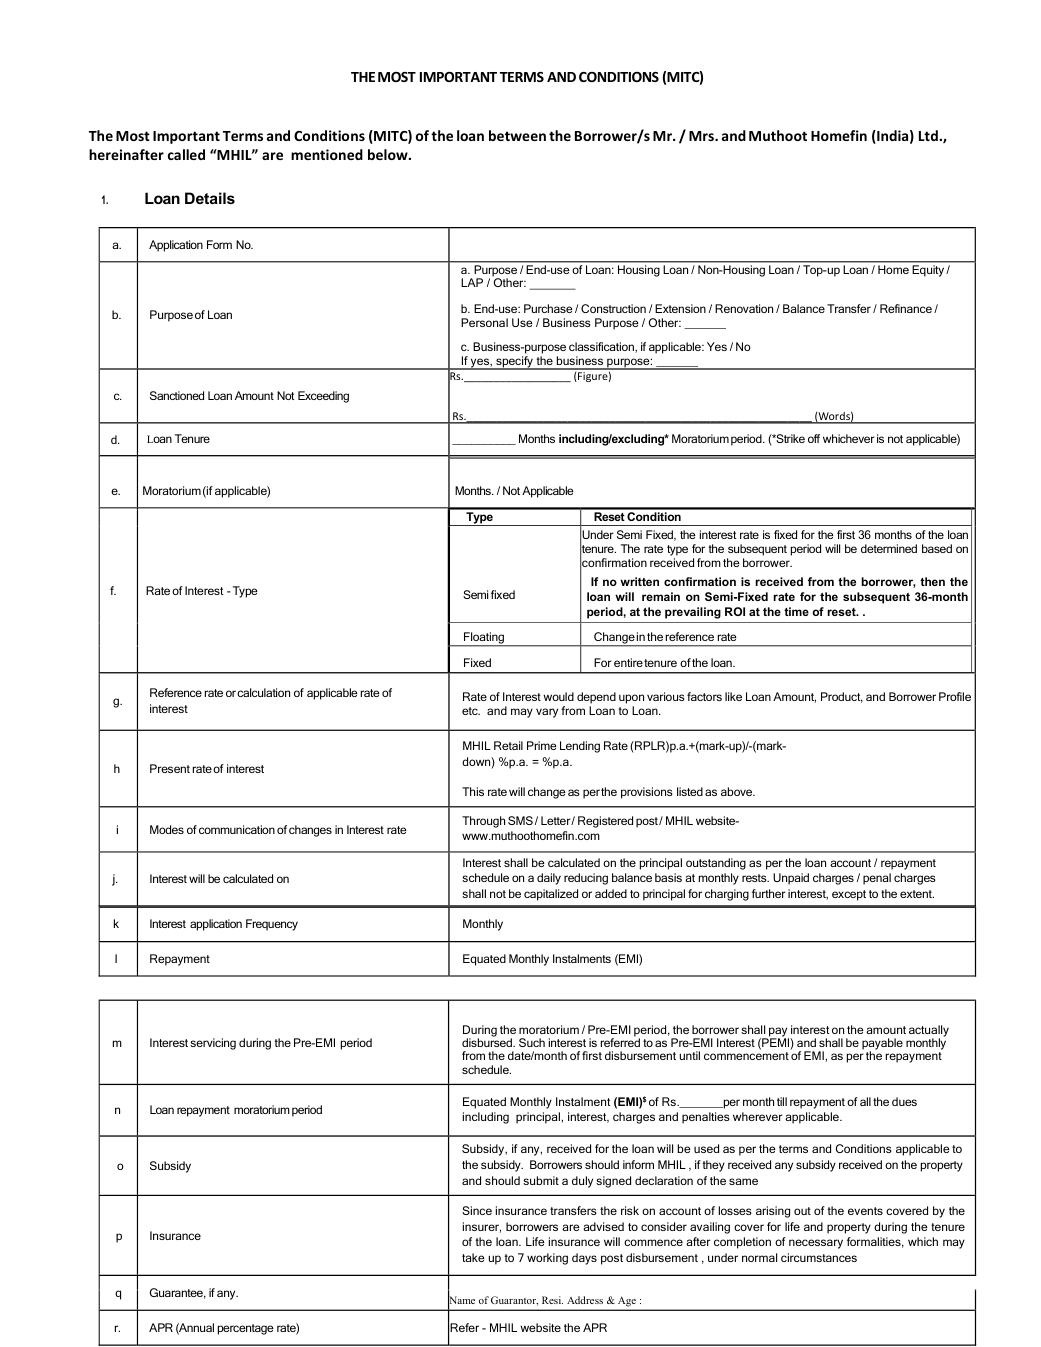 THE MOST IMPORTANT TERMS AND CONDITIONS (MITC)
The Most Important Terms and Conditions (MITC) of the loan between the Borrower/s Mr. / Mrs. and Muthoot Homefin (India) Ltd.,
hereinafter called “MHIL” are mentioned below.
1. Loan Details
a. Application Form No.
b. Purpose of Loan
a. Purpose / End-use of Loan: Housing Loan / Non-Housing Loan / Top-up Loan / Home Equity /
LAP / Other: _______
b. End-use: Purchase / Construction / Extension / Renovation / Balance Transfer / Refinance /
Personal Use / Business Purpose / Other: ______
c. Business-purpose classification, if applicable: Yes / No
If yes, specify the business purpose: ______
c. Sanctioned Loan Amount Not Exceeding
Rs.__________________ (Figure)
Rs.__________________________________________________________ (Words)
d. Loan Tenure
__________ Months including/excluding* Moratorium period. (*Strike off whichever is not applicable)
e. Moratorium (if applicable)
Months. / Not Applicable
f. Rate of Interest - Type
Type Reset Condition
Semi fixed
Under Semi Fixed, the interest rate is fixed for the first 36 months of the loan
tenure. The rate type for the subsequent period will be determined based on
confirmation received from the borrower.
If no written confirmation is received from the borrower, then the
loan will remain on Semi-Fixed rate for the subsequent 36-month
period, at the prevailing ROI at the time of reset. .
Floating Change in the reference rate
Fixed For entire tenure of the loan.
g. Reference rate or calculation of applicable rate of
interest
Rate of Interest would depend upon various factors like Loan Amount, Product, and Borrower Profile
etc. and may vary from Loan to Loan.
h Present rate of interest
MHIL Retail Prime Lending Rate (RPLR)p.a.+(mark-up)/-(mark-
down) %p.a. = %p.a.
This rate will change as per the provisions listed as above.
i Modes of communication of changes in Interest rate
Through SMS / Letter / Registered post / MHIL website-
www.muthoothomefin.com
j. Interest will be calculated on
Interest shall be calculated on the principal outstanding as per the loan account / repayment
schedule on a daily reducing balance basis at monthly rests. Unpaid charges / penal charges
shall not be capitalized or added to principal for charging further interest, except to the extent.
k Interest application Frequency
Monthly
l Repayment
Equated Monthly Instalments (EMI)
m Interest servicing during the Pre-EMI period
During the moratorium / Pre-EMI period, the borrower shall pay interest on the amount actually
disbursed. Such interest is referred to as Pre-EMI Interest (PEMI) and shall be payable monthly
from the date/month of first disbursement until commencement of EMI, as per the repayment
schedule.
n Loan repayment moratorium period
Equated Monthly Instalment (EMI)$ of Rs._______per month till repayment of all the dues
including principal, interest, charges and penalties wherever applicable.
o Subsidy
Subsidy, if any, received for the loan will be used as per the terms and Conditions applicable to
the subsidy. Borrowers should inform MHIL , if they received any subsidy received on the property
and should submit a duly signed declaration of the same
p Insurance
Since insurance transfers the risk on account of losses arising out of the events covered by the
insurer, borrowers are advised to consider availing cover for life and property during the tenure
of the loan. Life insurance will commence after completion of necessary formalities, which may
take up to 7 working days post disbursement , under normal circumstances
q Guarantee, if any.
Name of Guarantor, Resi. Address & Age :
r. APR (Annual percentage rate)
Refer - MHIL website the APR